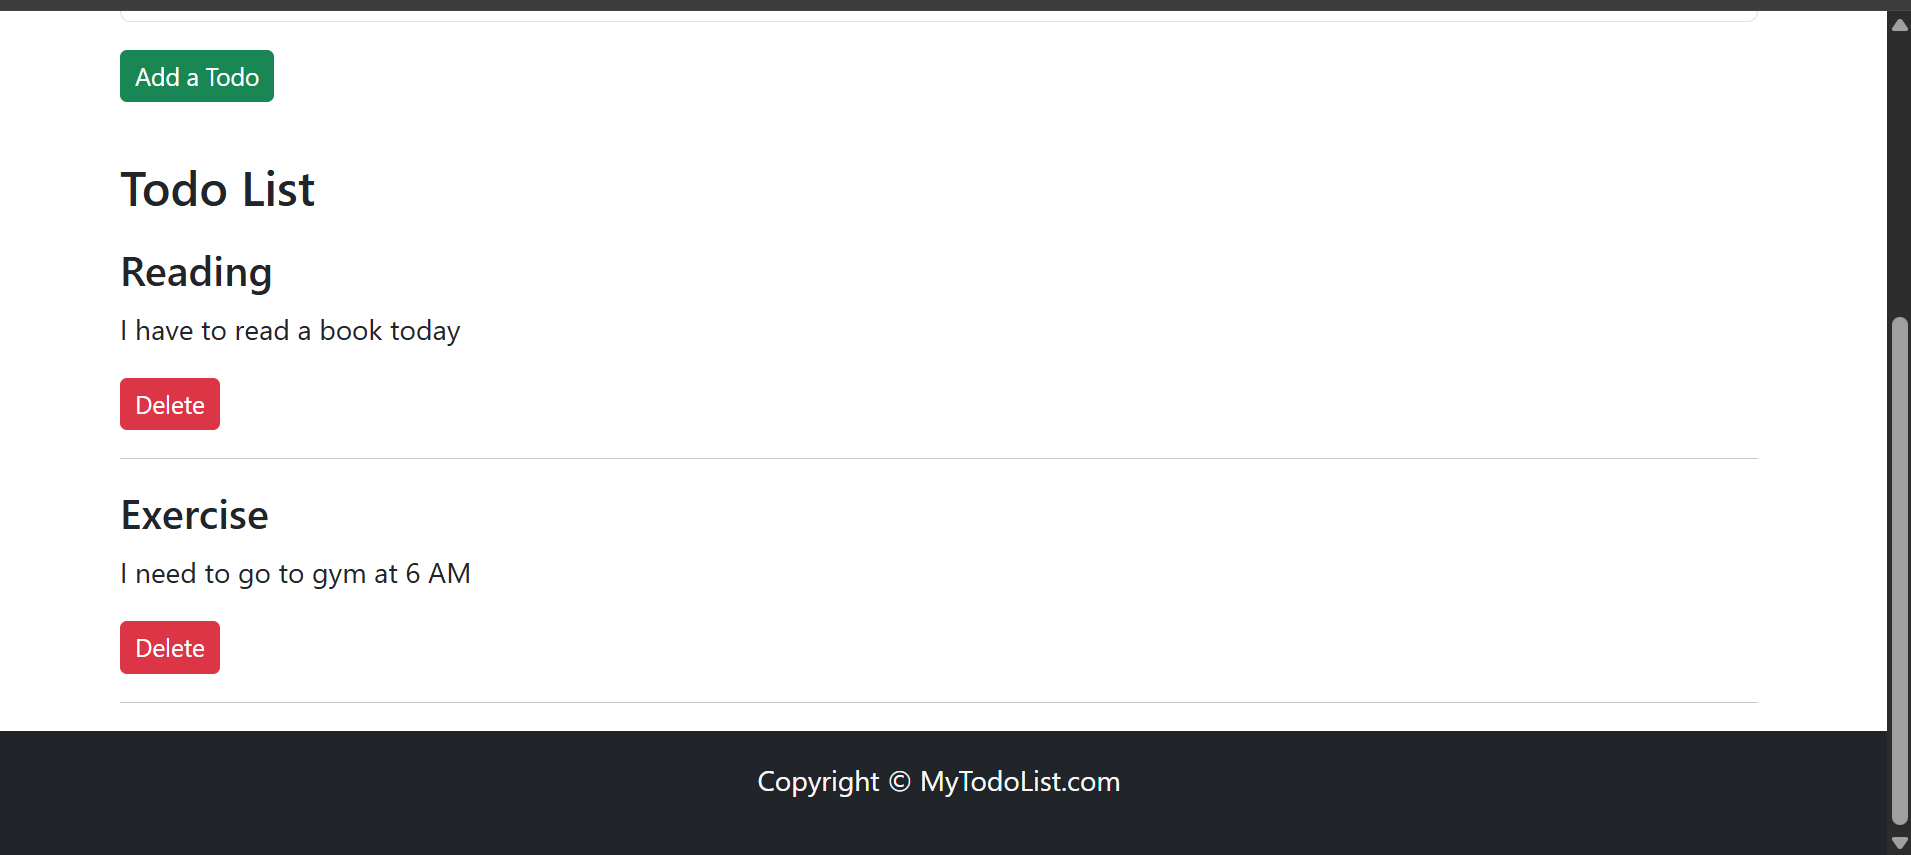 Add a Todo
Todo List
Reading
I have to read a book today
Delete
Exercise
I need to go to gym at 6 AM
Delete
Copyright © MyTodoList.com